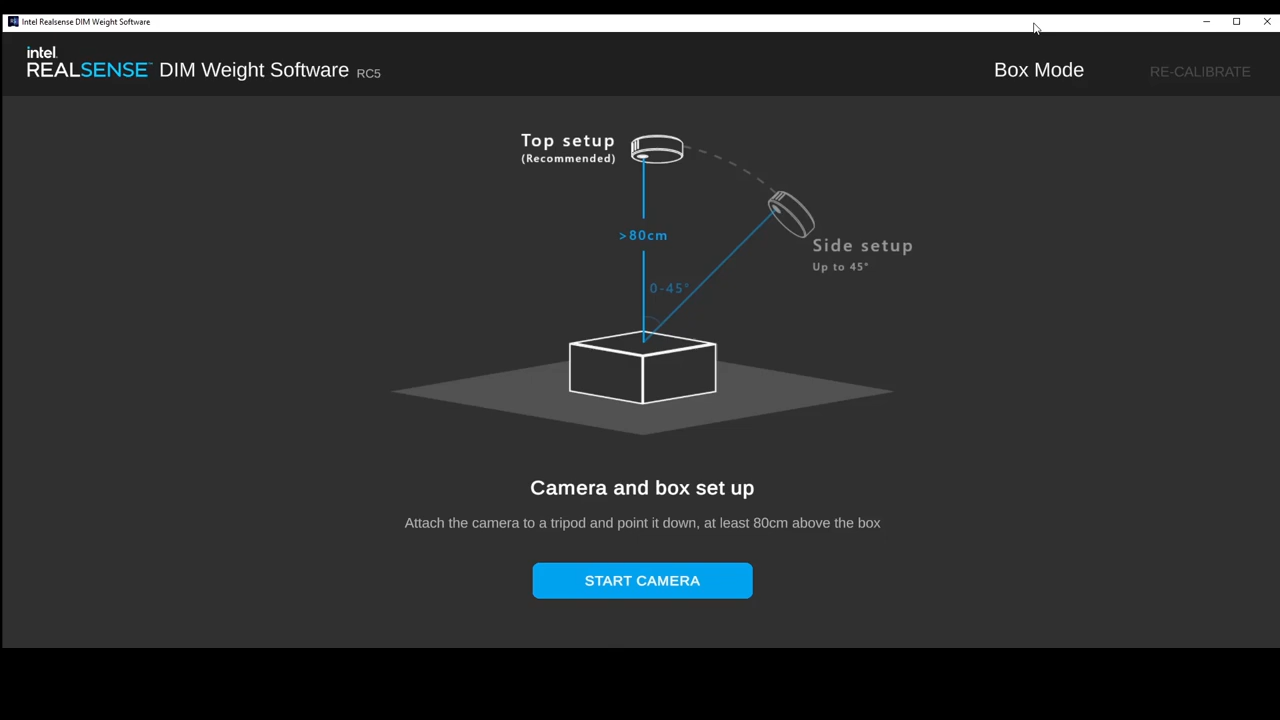 Intel Realsense DIM Weight Software
intel.
REALSENSE™ DIM Weight Software RC5
Box Mode
RE-CALIBRATE
Top setup
(Recommended)
>80cm
Side setup
Up to 45°
0-45°
Camera and box set up
Attach the camera to a tripod and point it down, at least 80cm above the box
START CAMERA